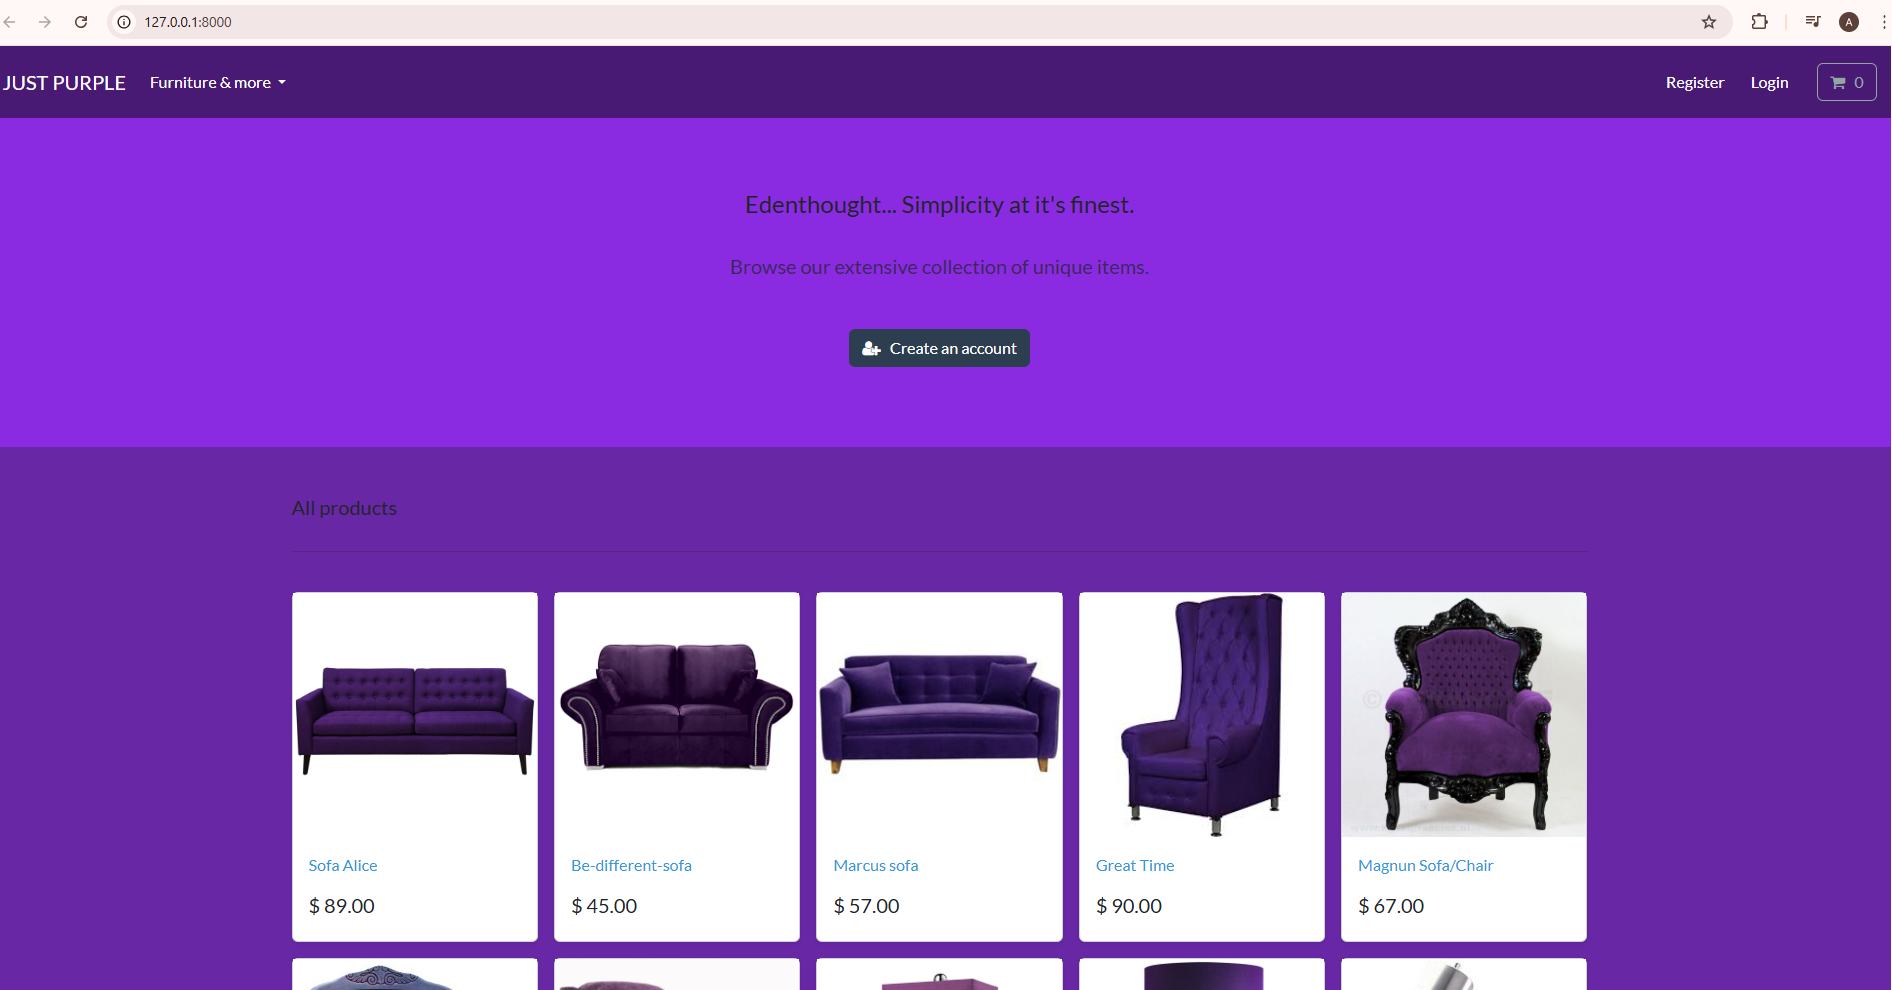 127.0.0.1:8000
A
JUST PURPLE Furniture & more Register Login 0
Edenthought... Simplicity at it's finest.
Browse our extensive collection of unique items.
Create an account
All products
©
Sofa Alice Be-different-sofa Marcus sofa Great Time Magnun Sofa/Chair
$ 89.00 $ 45.00 $ 57.00 $ 90.00 $ 67.00